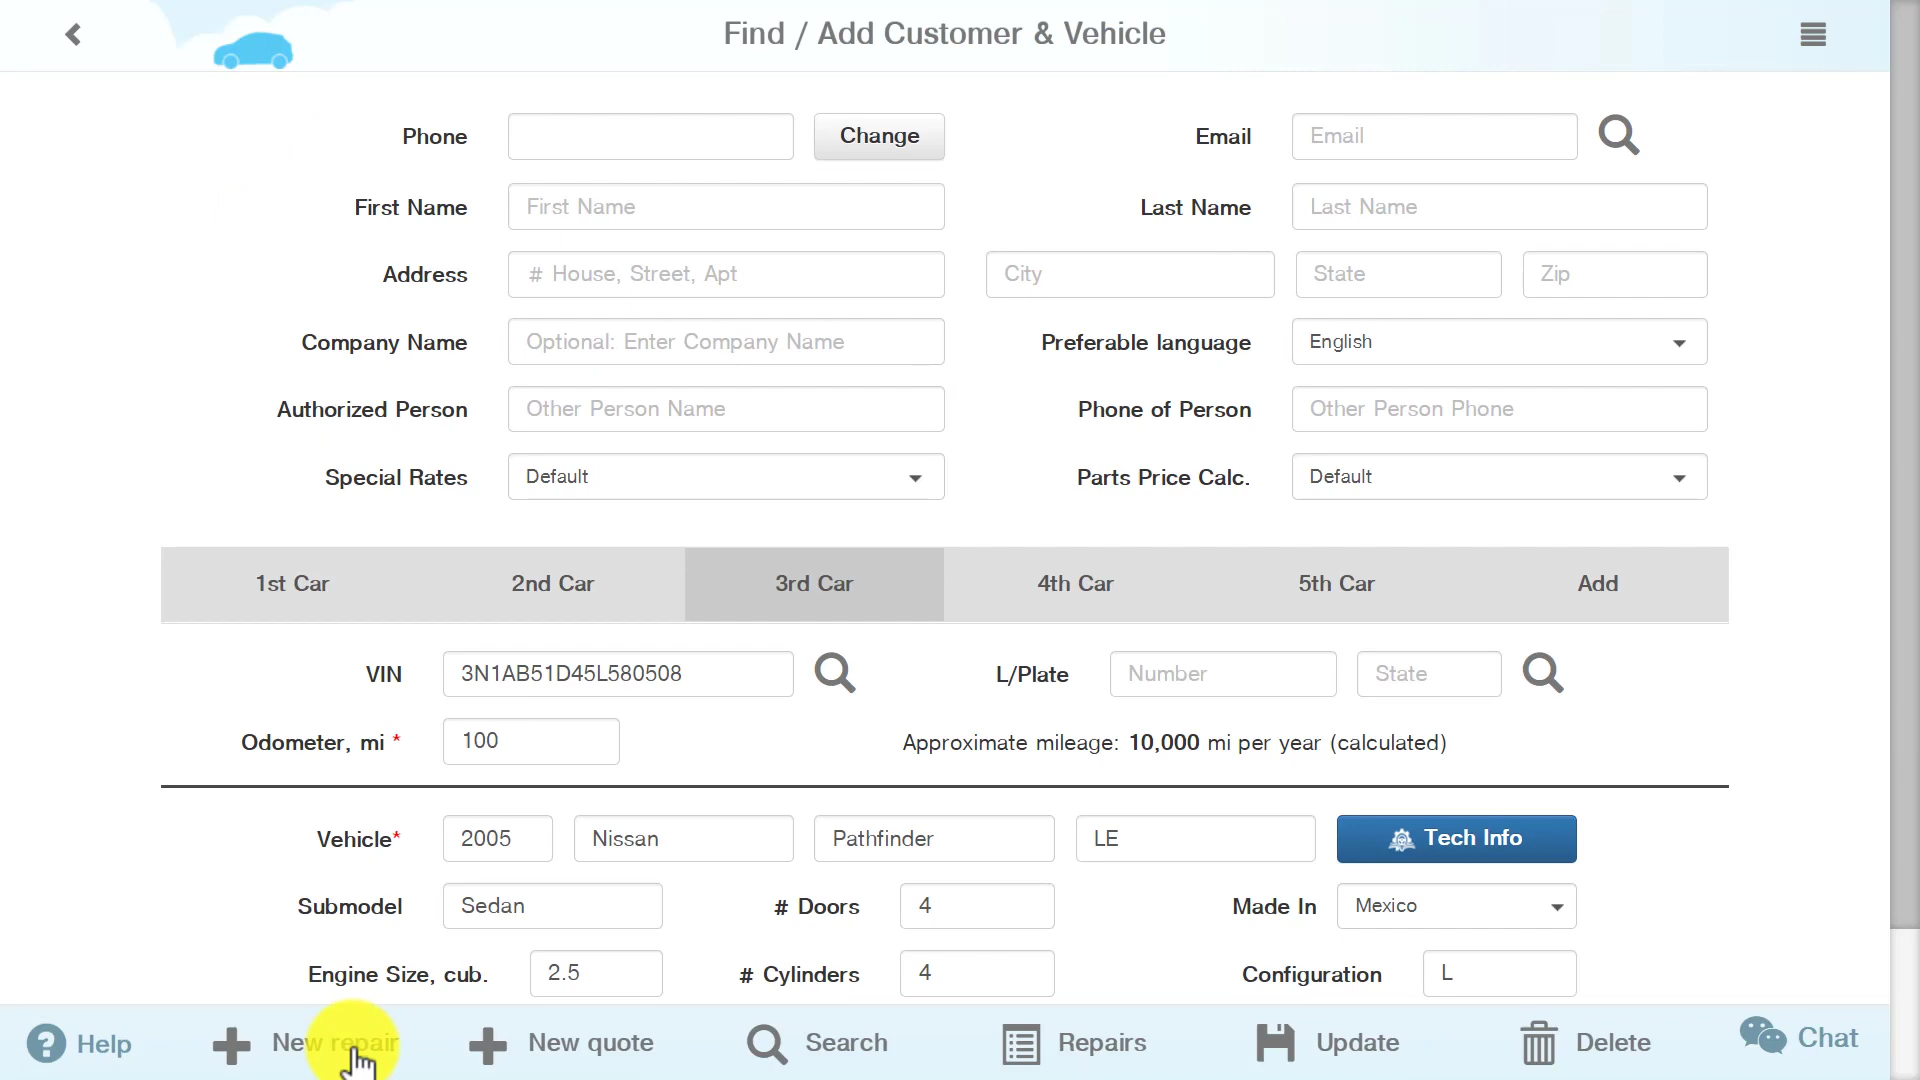 Find / Add Customer & Vehicle
Phone Change Email Email
First Name First Name Last Name Last Name
Address # House, Street, Apt City State Zip
Company Name Optional: Enter Company Name Preferable language English
Authorized Person Other Person Name Phone of Person Other Person Phone
Special Rates Default Parts Price Calc. Default
1st Car 2nd Car 3rd Car 4th Car 5th Car Add
VIN 3N1AB51D45L580508 L/Plate Number State
Odometer, mi * 100 Approximate mileage: 10,000 mi per year (calculated)
Vehicle* 2005 Nissan Pathfinder LE Tech Info
Submodel Sedan # Doors 4 Made In Mexico
Engine Size, cub. 2.5 # Cylinders 4 Configuration L
? Help New repair New quote Search Repairs Update Delete Chat